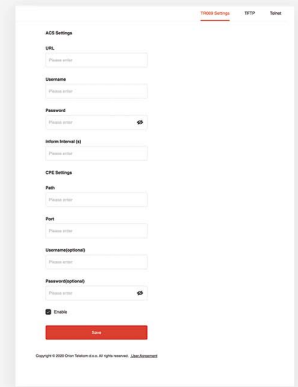 TR069 Settings TFTP Telnet
ACS Settings
URL
Please enter
Username
Please enter
Password
Please enter
Inform Interval (s)
Please enter
CPE Settings
Path
Please enter
Port
Please enter
Username(optional)
Please enter
Password(optional)
Please enter
Enable
Save
Copyright © 2020 Orion Telekom d.o.o. All rights reserved. User Agreement